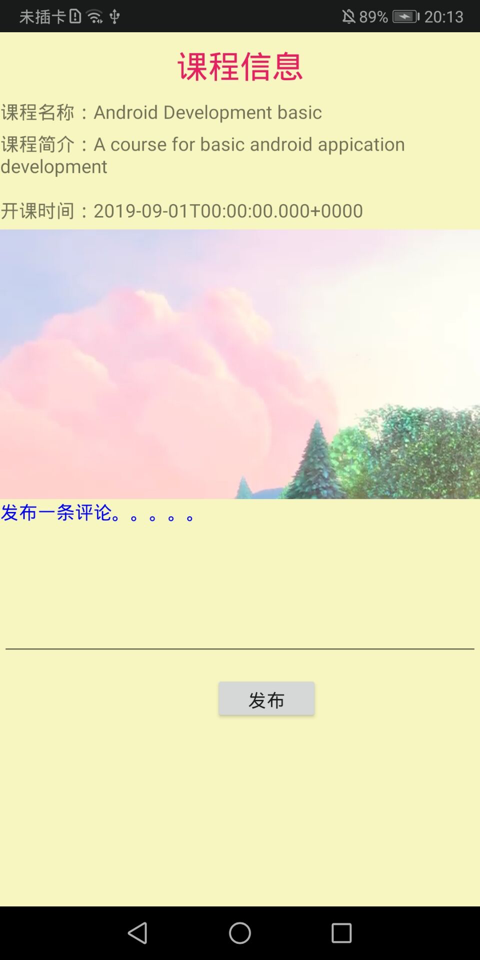 未插卡 89% 20:13
课程信息
课程名称：Android Development basic
课程简介：A course for basic android appication
development
开课时间：2019-09-01T00:00:00.000+0000
发布一条评论。。。。。
发布